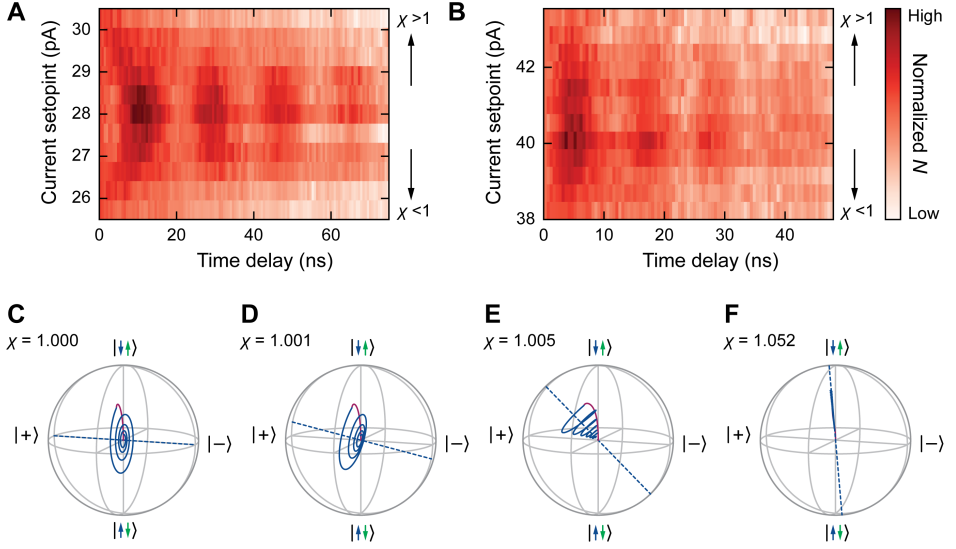 A
Current setopoint (pA)
30
29
28
27
26
0
20
40
60
Time delay (ns)
χ >1
χ <1
B
Current setpoint (pA)
42
40
38
0
10
20
30
40
Time delay (ns)
χ >1
χ <1
High
Normalized N
Low
C
χ = 1.000
|↓↑⟩
|+⟩
|−⟩
|↑↓⟩
D
χ = 1.001
|↓↑⟩
|+⟩
|−⟩
|↑↓⟩
E
χ = 1.005
|↓↑⟩
|+⟩
|−⟩
|↑↓⟩
F
χ = 1.052
|↓↑⟩
|+⟩
|−⟩
|↑↓⟩